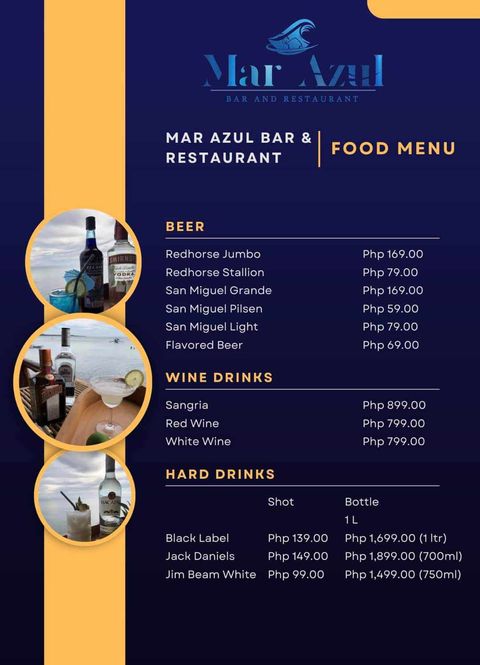 Mar Azul
BAR AND RESTAURANT
MAR AZUL BAR &
RESTAURANT
FOOD MENU
BEER
Redhorse Jumbo Php 169.00
Redhorse Stallion Php 79.00
San Miguel Grande Php 169.00
San Miguel Pilsen Php 59.00
San Miguel Light Php 79.00
Flavored Beer Php 69.00
WINE DRINKS
Sangria Php 899.00
Red Wine Php 799.00
White Wine Php 799.00
HARD DRINKS
Shot Bottle
1 L
Black Label Php 139.00 Php 1,699.00 (1 ltr)
Jack Daniels Php 149.00 Php 1,899.00 (700ml)
Jim Beam White Php 99.00 Php 1,499.00 (750ml)
SMIRNOFF
VODKA